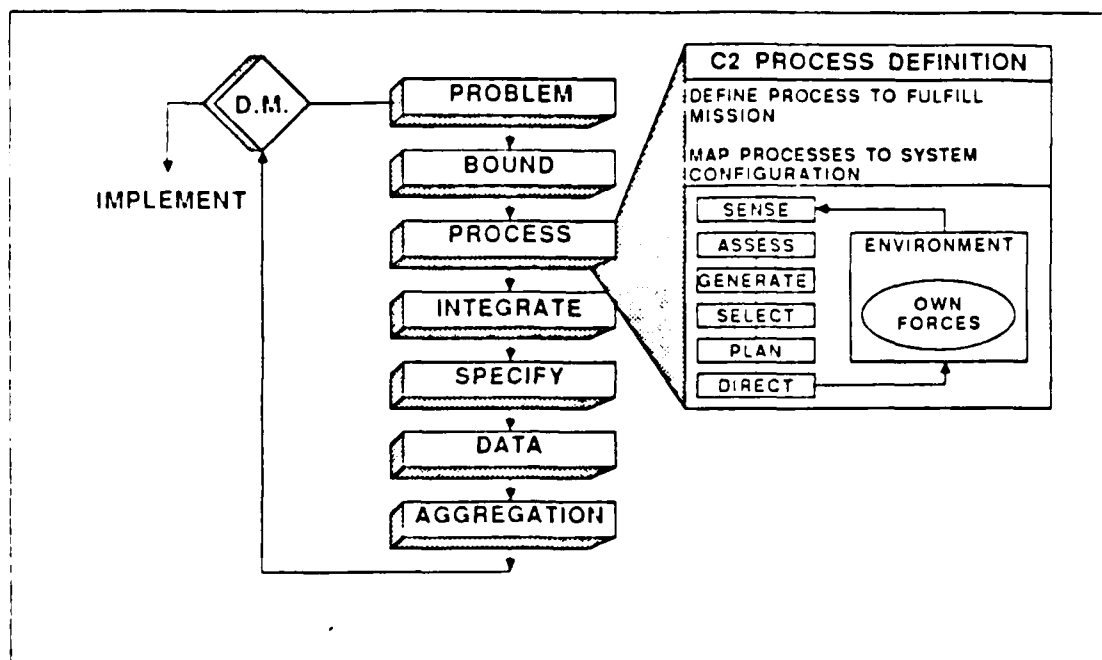 D.M.
IMPLEMENT
PROBLEM
BOUND
PROCESS
INTEGRATE
SPECIFY
DATA
AGGREGATION
C2 PROCESS DEFINITION
DEFINE PROCESS TO FULFILL
MISSION
MAP PROCESSES TO SYSTEM
CONFIGURATION
SENSE
ASSESS
GENERATE
SELECT
PLAN
DIRECT
ENVIRONMENT
OWN
FORCES